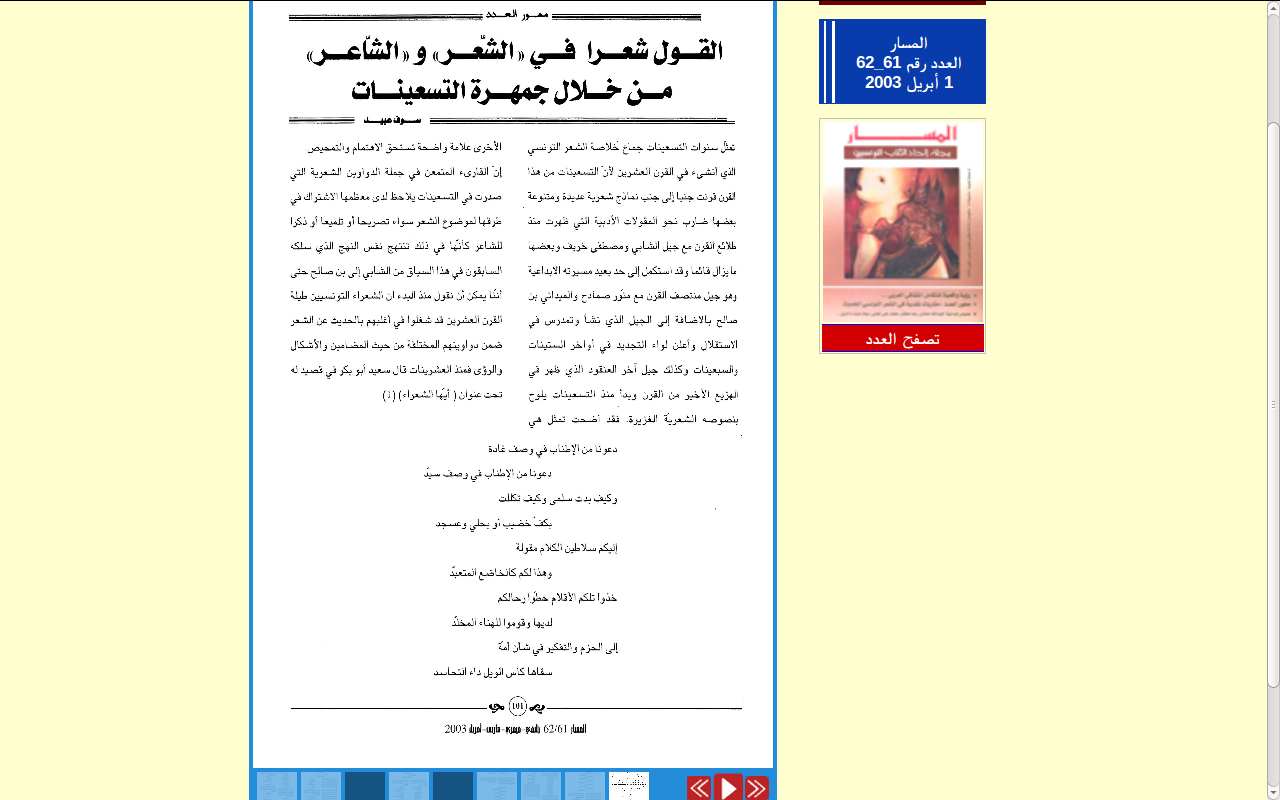 محور العدد
القول شعرا في «الشّعر» و «الشّاعر»
من خلال جمهرة التسعينات
سوف عبيد
تمثّل سنوات التسعينات جماع خُلاصة الشعر التونسي
الذي أنشىء في القرن العشرين لأنّ التسعينات من هذا
القرن قرنت جنبا إلى جنب نماذج شعرية عديدة ومتنوعة
بعضها ضارب نحو المقولات الأدبية التي ظهرت منذ
طلائع القرن مع جيل الشابي ومصطفى خريف وبعضها
ما يزال قائما وقد استكمل إلى حد بعيد مسيرته الابداعية
وهو جيل منتصف القرن مع منّور صمادح والميداني بن
صالح بالاضافة إلى الجيل الذي نشأ وتمدرس في
الاستقلال وأعلن لواء التجديد في أواخر الستينات
والسبعينات وكذلك جيل آخر العنقود الذي ظهر في
الهزيع الأخير من القرن وبدأ منذ التسعينات يلوح
بنصوصه الشعريّة الغزيرة. فقد أضحت تمثل هي
الأخرى علامة واضحة تستحق الاهتمام والتمحيص
إنّ القارىء المتمعن في جملة الدواوين الشعرية التي
صدرت في التسعينات يلاحظ لدى معظمها الاشتراك في
طرقها لموضوع الشعر سواء تصريحا أو تلميعا أو ذكرا
للشاعر كأنّها في ذلك تنتهج نفس النهج الذي سلكه
السابقون في هذا السياق من الشابي إلى بن صالح حتى
أننّا يمكن أن نقول منذ البدء ان الشعراء التونسيين طيلة
القرن العشرين قد شغلوا في أغلبهم بالحديث عن الشعر
ضمن دواوينهم المختلفة من حيث المضامين والأشكال
والرؤى فمنذ العشرينات قال سعيد أبو بكر في قصيد له
تحت عنوان ( أيّها الشعراء) (1)
دعونا من الإطناب في وصف غادة
دعونا من الإطناب في وصف سيّد
وكيف بدت سلمى وكيف تكللت
بكفّ خضيب أو بحلي وعسجد
إليكم سلاطين الكلام مقولة
وهذا لكم كالخاضع المتعبدّ
خذوا تلكم الأقلام حطّوا رحالكم
لديها وقوموا للهناء المخلّد
إلى الحزم والتفكير في شأن أمّة
سقاها كأس الويل داء التحاسد
101
المسار 62/61 جانفي-فيفري-مارس-أفريل 2003
المسار
العدد رقم 61_62
1 أبريل 2003
المسار
مجلة إتحاد الكتاب التونسيين
تصفح العدد